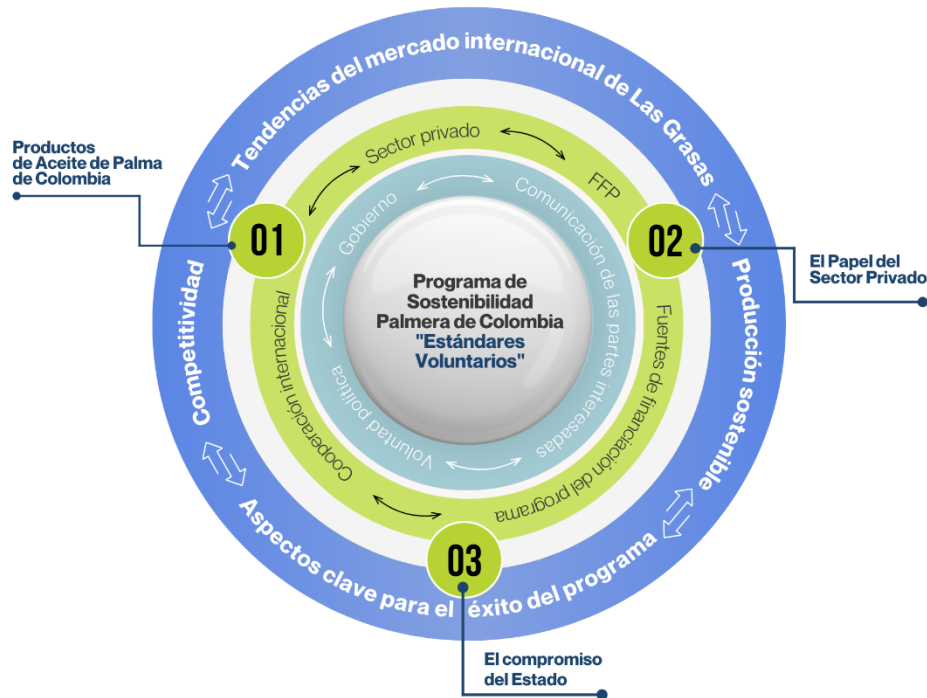 Tendencias del mercado internacional de Las Grasas
Productos
de Aceite de Palma
de Colombia
Sector privado
FFP
01
02
Gobierno
Comunicación de las partes interesadas
El Papel del
Sector Privado
Programa de
Sostenibilidad
Palmera de Colombia
"Estándares
Voluntarios"
Competitividad
Producción sostenible
Cooperación internacional
Fuentes de financiación del programa
Voluntad política
03
Aspectos clave para el éxito del programa
El compromiso
del Estado